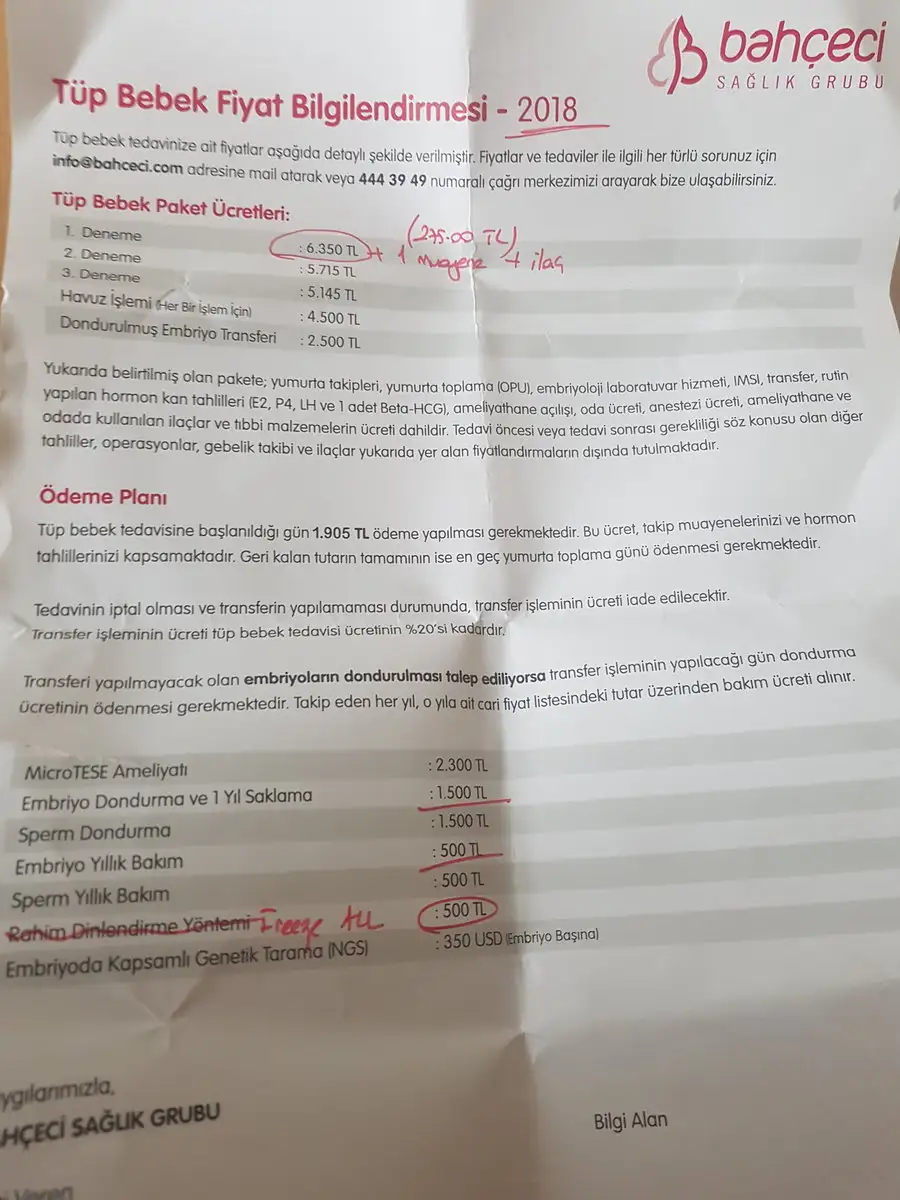 bahçeci
SAĞLIK GRUBU
Tüp Bebek Fiyat Bilgilendirmesi - 2018
Tüp bebek tedavinize ait fiyatlar aşağıda detaylı şekilde verilmiştir. Fiyatlar ve tedaviler ile ilgili her türlü sorunuz için
info@bahceci.com adresine mail atarak veya 444 39 49 numaralı çağrı merkezimizi arayarak bize ulaşabilirsiniz.
Tüp Bebek Paket Ücretleri:
(275.00 TL)
1. Deneme : 6.350 TL + 1 muayene + ilaç
2. Deneme : 5.715 TL
3. Deneme : 5.145 TL
Havuz İşlemi (Her Bir İşlem İçin) : 4.500 TL
Dondurulmuş Embriyo Transferi : 2.500 TL
Yukarıda belirtilmiş olan pakete; yumurta takipleri, yumurta toplama (OPU), embriyoloji laboratuvar hizmeti, IMSI, transfer, rutin
yapılan hormon kan tahlilleri (E2, P4, LH ve 1 adet Beta-HCG), ameliyathane açılışı, oda ücreti, anestezi ücreti, ameliyathane ve
odada kullanılan ilaçlar ve tıbbi malzemelerin ücreti dahildir. Tedavi öncesi veya tedavi sonrası gerekliliği söz konusu olan diğer
tahliller, operasyonlar, gebelik takibi ve ilaçlar yukarıda yer alan fiyatlandırmaların dışında tutulmaktadır.
Ödeme Planı
Tüp bebek tedavisine başlanıldığı gün 1.905 TL ödeme yapılması gerekmektedir. Bu ücret, takip muayenelerinizi ve hormon
tahlillerinizi kapsamaktadır. Geri kalan tutarın tamamının ise en geç yumurta toplama günü ödenmesi gerekmektedir.
Tedavinin iptal olması ve transferin yapılamaması durumunda, transfer işleminin ücreti iade edilecektir.
Transfer işleminin ücreti tüp bebek tedavisi ücretinin %20'si kadardır.
Transferi yapılmayacak olan embriyoların dondurulması talep ediliyorsa transfer işleminin yapılacağı gün dondurma
ücretinin ödenmesi gerekmektedir. Takip eden her yıl, o yıla ait cari fiyat listesindeki tutar üzerinden bakım ücreti alınır.
MicroTESE Ameliyatı : 2.300 TL
Embriyo Dondurma ve 1 Yıl Saklama : 1.500 TL
Sperm Dondurma : 1.500 TL
Embriyo Yıllık Bakım : 500 TL
Sperm Yıllık Bakım : 500 TL
Rahim Dinlendirme Yöntemi Freeze ALL : 500 TL
Embriyoda Kapsamlı Genetik Tarama (NGS) : 350 USD (Embriyo Başına)
ygılarımızla,
HÇECİ SAĞLIK GRUBU
Bilgi Alan